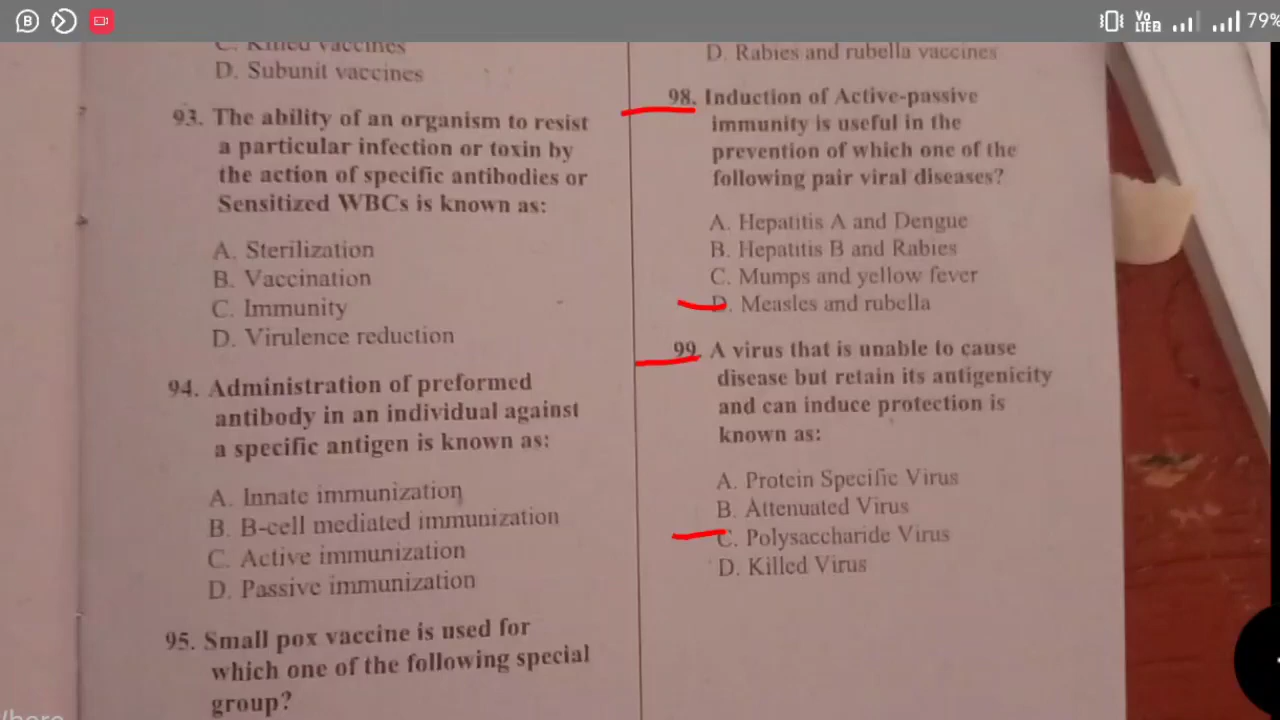 Vo
LTE2
79%
C. Killed vaccines
D. Subunit vaccines
93. The ability of an organism to resist
a particular infection or toxin by
the action of specific antibodies or
Sensitized WBCs is known as:
A. Sterilization
B. Vaccination
C. Immunity
D. Virulence reduction
94. Administration of preformed
antibody in an individual against
a specific antigen is known as:
A. Innate immunization
B. B-cell mediated immunization
C. Active immunization
D. Passive immunization
95. Small pox vaccine is used for
which one of the following special
group?
D. Rabies and rubella vaccines
98. Induction of Active-passive
immunity is useful in the
prevention of which one of the
following pair viral diseases?
A. Hepatitis A and Dengue
B. Hepatitis B and Rabies
C. Mumps and yellow fever
D. Measles and rubella
99. A virus that is unable to cause
disease but retain its antigenicity
and can induce protection is
known as:
A. Protein Specific Virus
B. Attenuated Virus
C. Polysaccharide Virus
D. Killed Virus